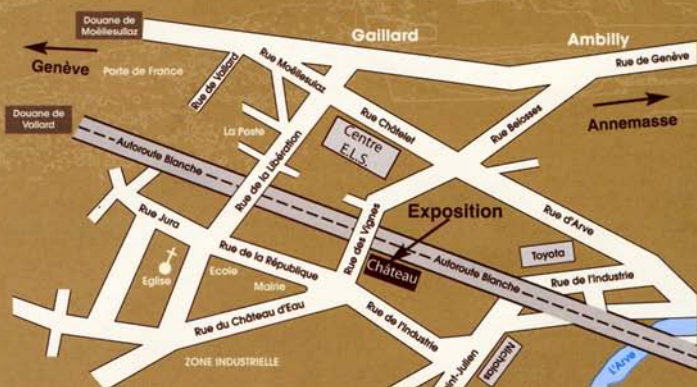 Douane de
Moëllesullaz
Gaillard
Ambilly
Genève
Rue de Genève
Porte de France
Rue de Vallard
Rue Moëllesulaz
Annemasse
Douane de
Vallard
La Poste
Rue Châtelet
Rue Belosses
Centre
E.L.S.
Autoroute Blanche
Rue de la Libération
Rue Jura
Rue des Vignes
Exposition
Rue d'Arve
Eglise
Ecole
Rue de la République
Mairie
Château
Autoroute Blanche
Toyota
Rue de l'Industrie
Rue du Château d'Eau
Rue de l'Industrie
ZONE INDUSTRIELLE
int-Julien
Nicholas
L'Arve